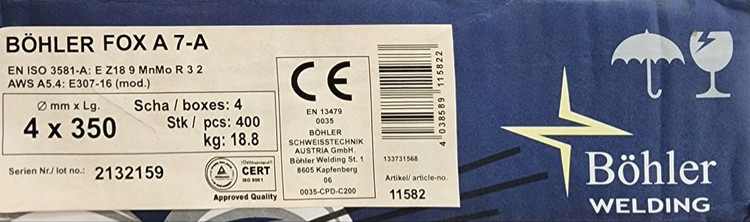 BÖHLER FOX A 7-A
EN ISO 3581-A: E Z18 9 MnMo R 3 2
AWS A5.4: E307-16 (mod.)
Ø mm x Lg.
4 x 350
Scha / boxes: 4
Stk / pcs: 400
kg: 18.8
Serien Nr./ lot no.: 2132159
TÜVRheinland
CERT
ISO 9001
Approved Quality
CE
EN 13479
0035
BÖHLER
SCHWEISSTECHNIK
AUSTRIA GmbH.
Böhler Welding St. 1
8605 Kapfenberg
06
0035-CPD-C200
4 038589 115822
133731568
Artikel/ article-no.
11582
Böhler
WELDING